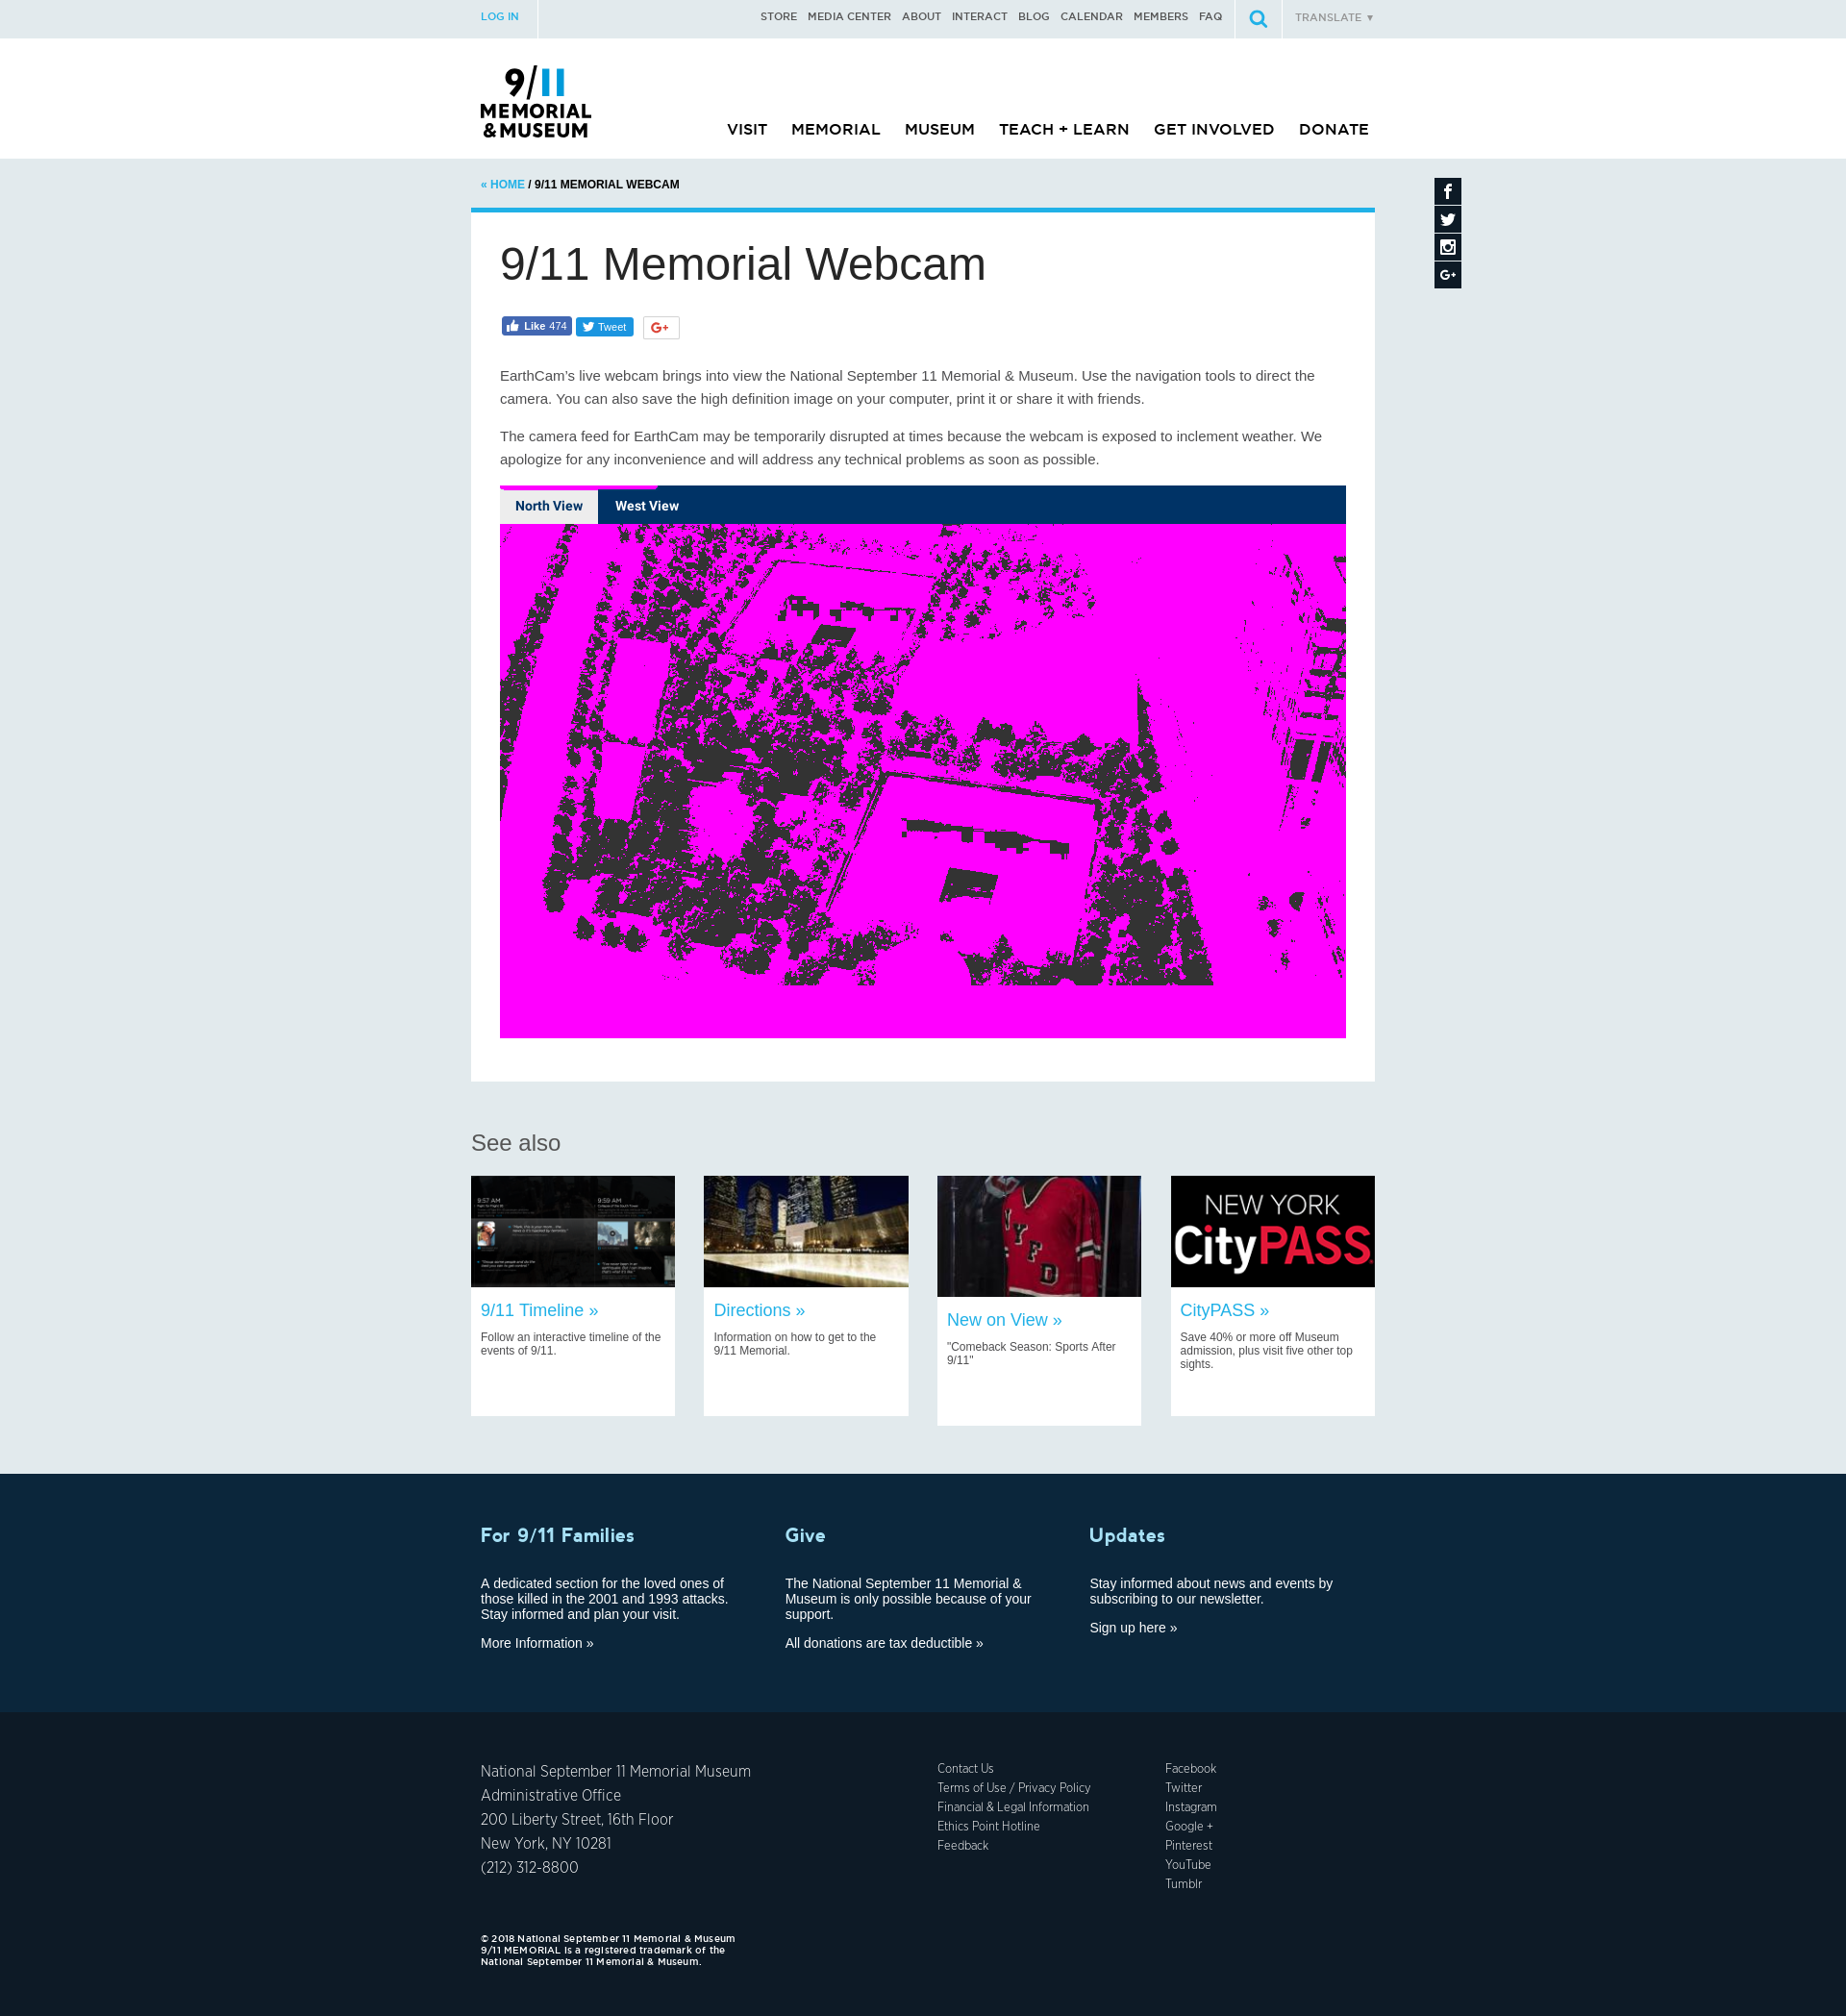 LOG IN
STORE MEDIA CENTER ABOUT INTERACT BLOG CALENDAR MEMBERS FAQ
TRANSLATE ▼
9/11
MEMORIAL
&MUSEUM
VISIT MEMORIAL MUSEUM TEACH + LEARN GET INVOLVED DONATE
« HOME / 9/11 MEMORIAL WEBCAM
9/11 Memorial Webcam
Like 474 Tweet G+
EarthCam's live webcam brings into view the National September 11 Memorial & Museum. Use the navigation tools to direct the
camera. You can also save the high definition image on your computer, print it or share it with friends.
The camera feed for EarthCam may be temporarily disrupted at times because the webcam is exposed to inclement weather. We
apologize for any inconvenience and will address any technical problems as soon as possible.
North View West View
See also
9:57 AM 9:59 AM
NYFD
NEW YORK
CityPASS
9/11 Timeline »
Follow an interactive timeline of the
events of 9/11.
Directions »
Information on how to get to the
9/11 Memorial.
New on View »
"Comeback Season: Sports After
9/11"
CityPASS »
Save 40% or more off Museum
admission, plus visit five other top
sights.
For 9/11 Families
A dedicated section for the loved ones of
those killed in the 2001 and 1993 attacks.
Stay informed and plan your visit.
More Information »
Give
The National September 11 Memorial &
Museum is only possible because of your
support.
All donations are tax deductible »
Updates
Stay informed about news and events by
subscribing to our newsletter.
Sign up here »
National September 11 Memorial Museum
Administrative Office
200 Liberty Street, 16th Floor
New York, NY 10281
(212) 312-8800
Contact Us
Terms of Use / Privacy Policy
Financial & Legal Information
Ethics Point Hotline
Feedback
Facebook
Twitter
Instagram
Google +
Pinterest
YouTube
Tumblr
© 2018 National September 11 Memorial & Museum
9/11 MEMORIAL is a registered trademark of the
National September 11 Memorial & Museum.